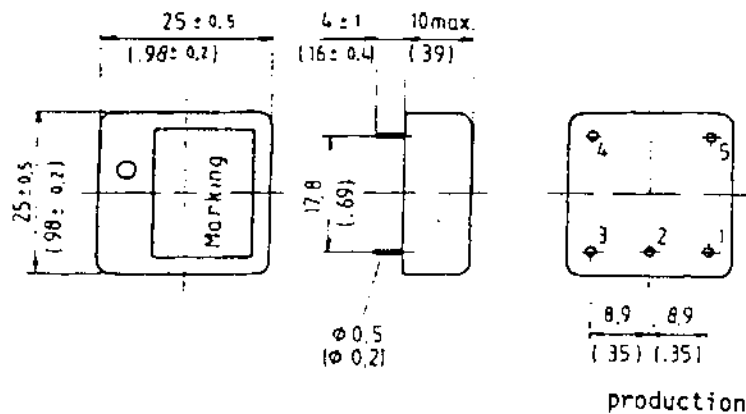 25 ± 0.5
(.98 ± 0.2)
4 ± 1
(16 ± 0.4)
10 max.
(.39)
25 ± 0.5
(.98 ± 0.2)
Marking
17,8
(.69)
Φ 0.5
(Φ 0,2)
4
5
3
2
1
8,9
8,9
(.35)
(.35)
production